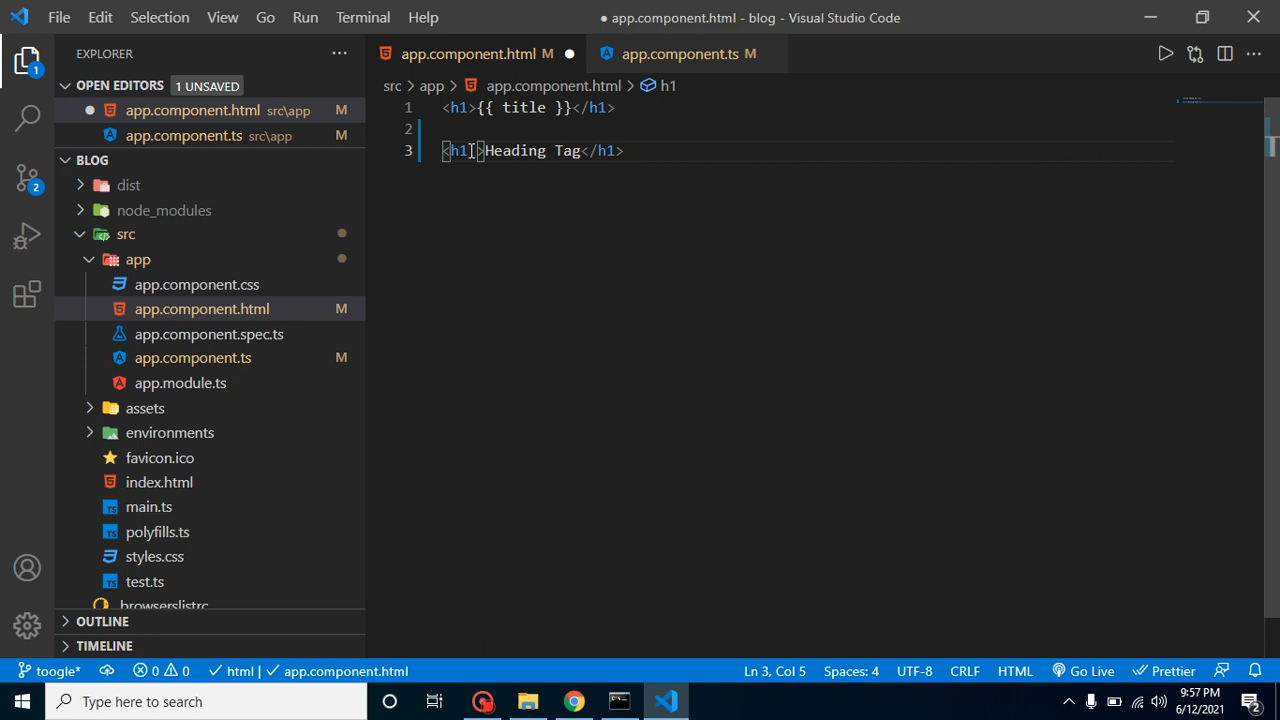 File Edit Selection View Go Run Terminal Help ● app.component.html - blog - Visual Studio Code
EXPLORER
app.component.html M
app.component.ts M
OPEN EDITORS 1 UNSAVED
src > app > app.component.html > h1
app.component.html src\app M
app.component.ts src\app M
BLOG
dist
node_modules
src
app
app.component.css
app.component.html M
app.component.spec.ts
app.component.ts M
app.module.ts
assets
environments
favicon.ico
index.html
main.ts
polyfills.ts
styles.css
test.ts
.browserslistrc
OUTLINE
TIMELINE
1 <h1>{{ title }}</h1>
2
3 <h1 >Heading Tag</h1>
1
2
toogle* 0 0 html | app.component.html Ln 3, Col 5 Spaces: 4 UTF-8 CRLF HTML Go Live Prettier
Type here to search
9:57 PM
6/12/2021
2